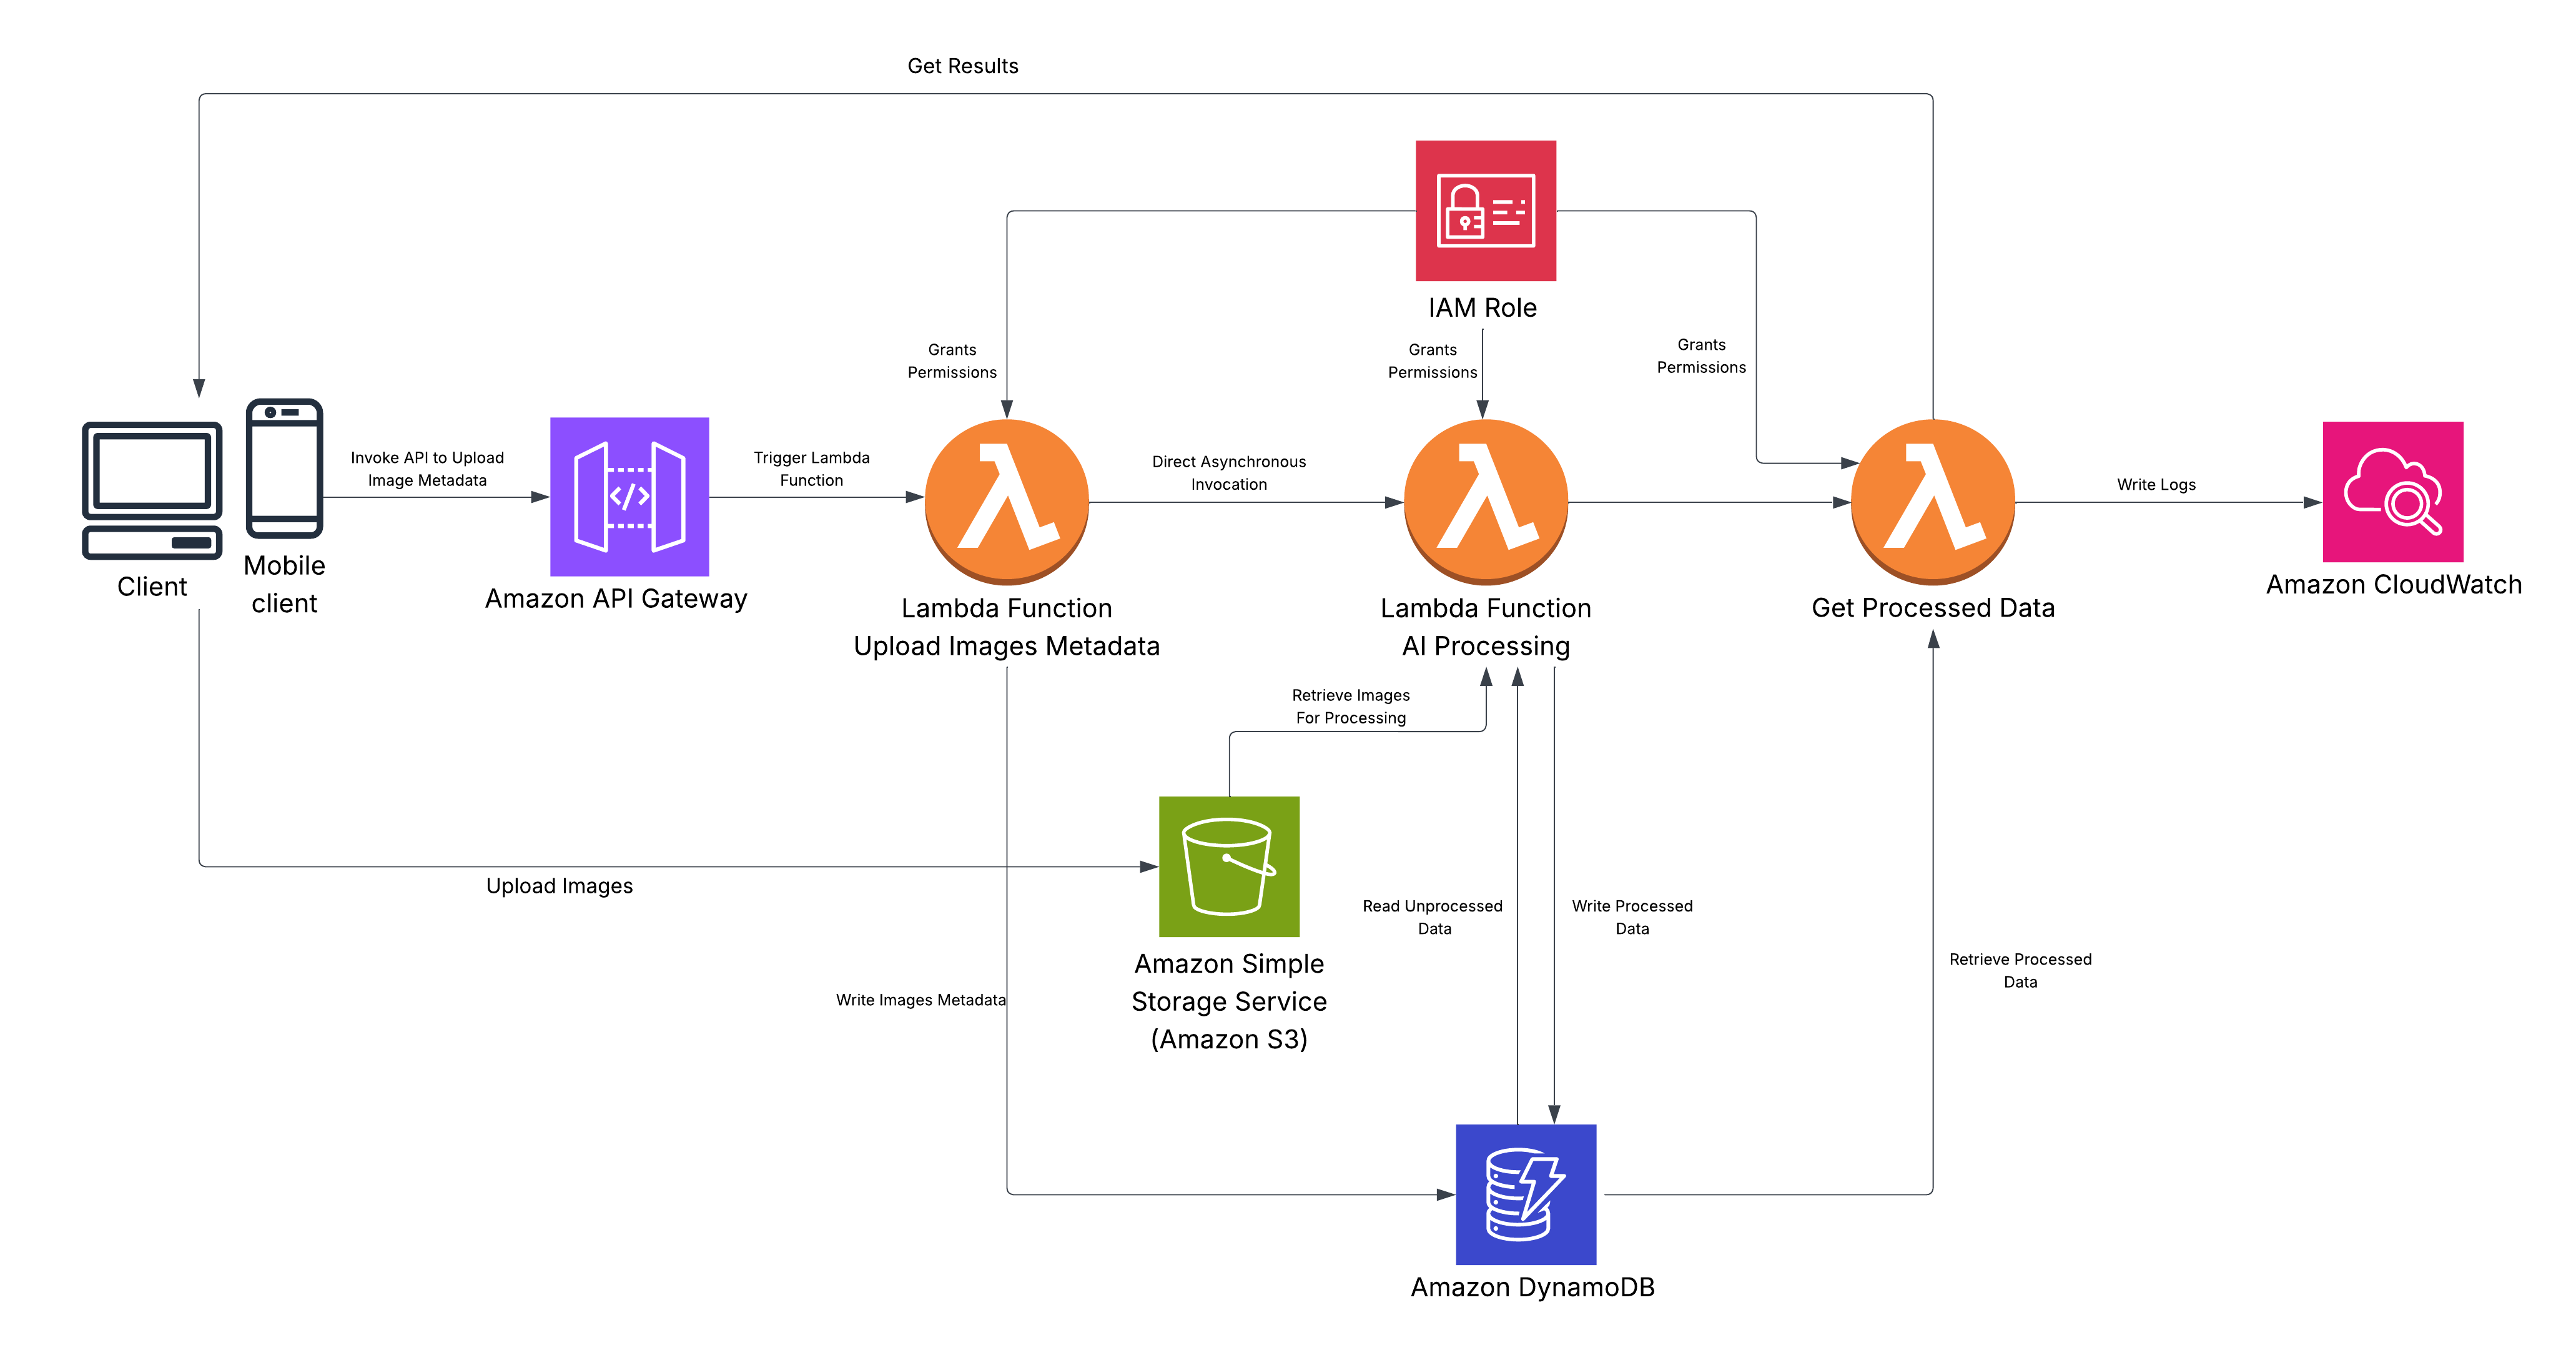 Get Results
IAM Role
Grants
Permissions
Grants
Permissions
Grants
Permissions
Invoke API to Upload
Image Metadata
Trigger Lambda
Function
Direct Asynchronous
Invocation
Write Logs
Client
Mobile
client
Amazon API Gateway
Lambda Function
Upload Images Metadata
Lambda Function
AI Processing
Get Processed Data
Amazon CloudWatch
Retrieve Images
For Processing
Upload Images
Read Unprocessed
Data
Write Processed
Data
Retrieve Processed
Data
Amazon Simple
Storage Service
(Amazon S3)
Write Images Metadata
Amazon DynamoDB